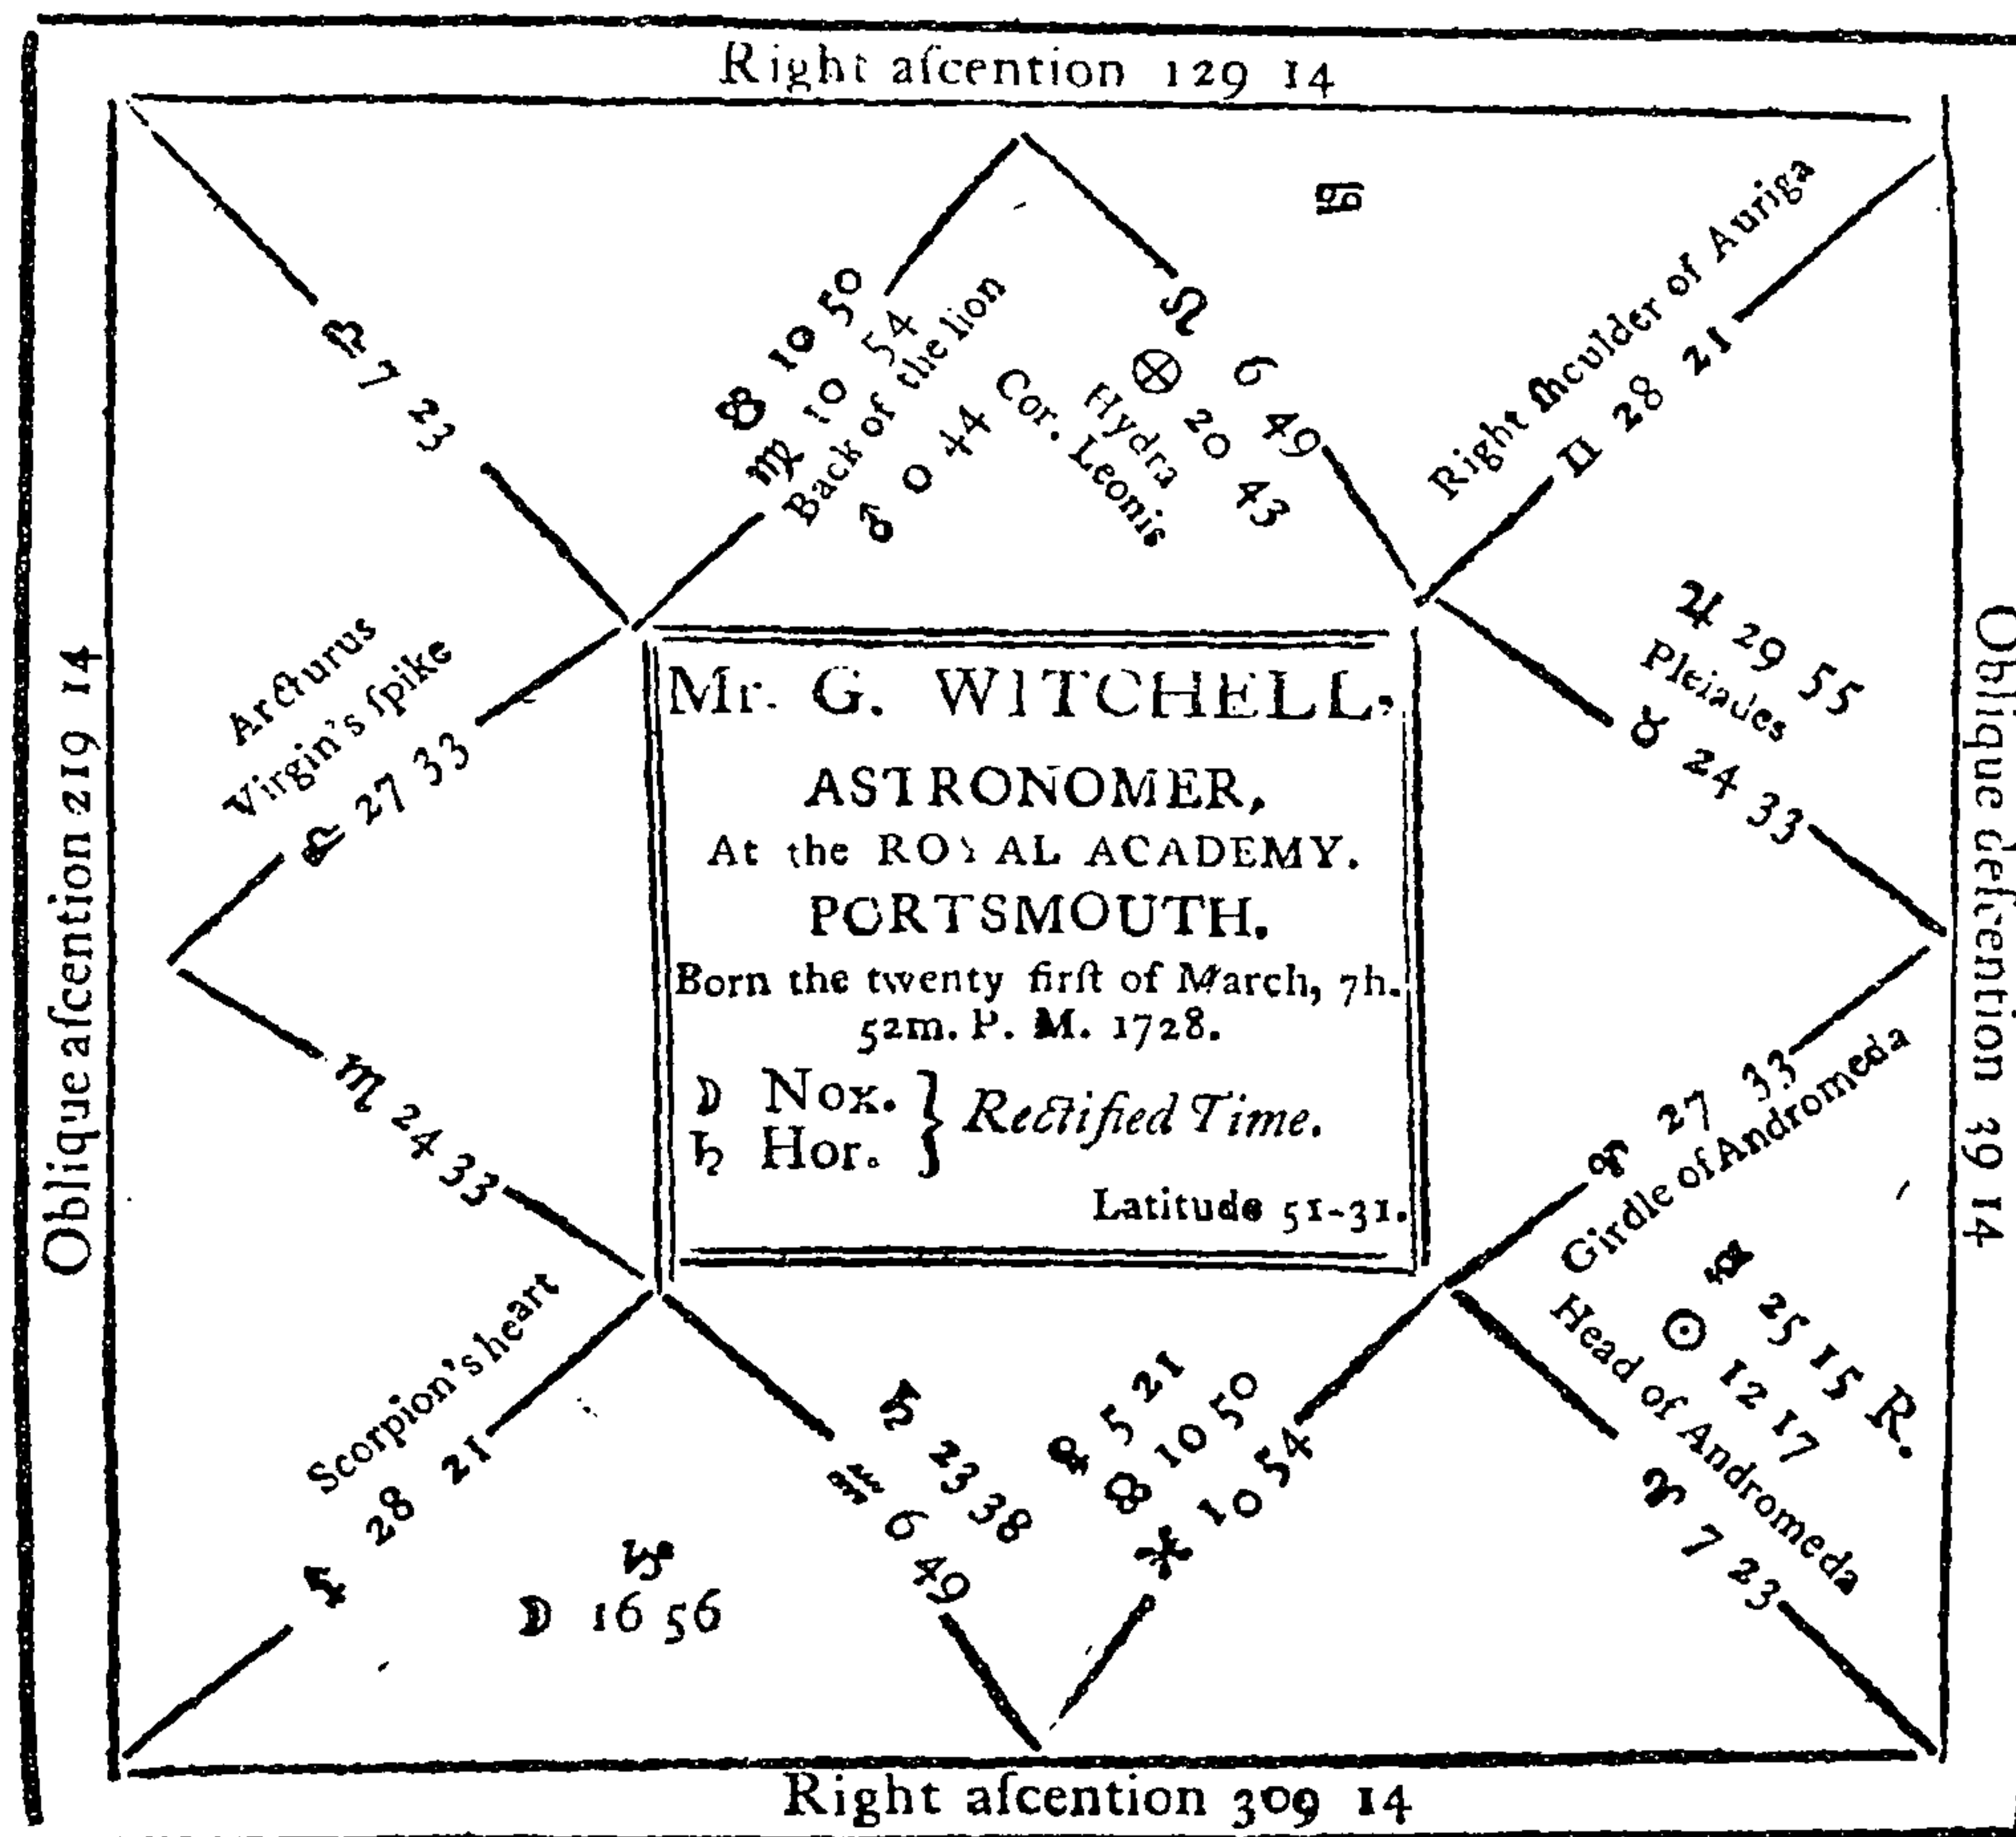 Right aſcention 129 14
♋
♍ 7 23
☋ 10 50
♍ 10 54
Back of the lion
♂ 0 44
Cor. Leonis
Hydra
⊗ 20 43
♌ 6 49
Right ſhoulder of Auriga
♊ 28 21
♃ 29 55
Pleiades
♉ 24 33
Arcturus
Virgin's ſpike
♎ 27 33
Oblique aſcention 219 14
Oblique deſcention 39 14
Mr. G. WITCHELL,
ASTRONOMER,
At the ROYAL ACADEMY.
PORTSMOUTH.
Born the twenty firſt of March, 7h.
52m. P. M. 1728.
☽ Nox.
♄ Hor.
} Rectified Time.
Latitude 51-31.
♏ 24 33
Scorpion's heart
♐ 28 21
♑
☽ 16 56
♄ 23 38
♒ 6 49
♀ 5 21
☊ 10 50
♓ 10 54
♈ 27 33
Girdle of Andromeda
☿ 25 15 R.
☉ 12 17
Head of Andromeda
♈ 7 23
Right aſcention 309 14